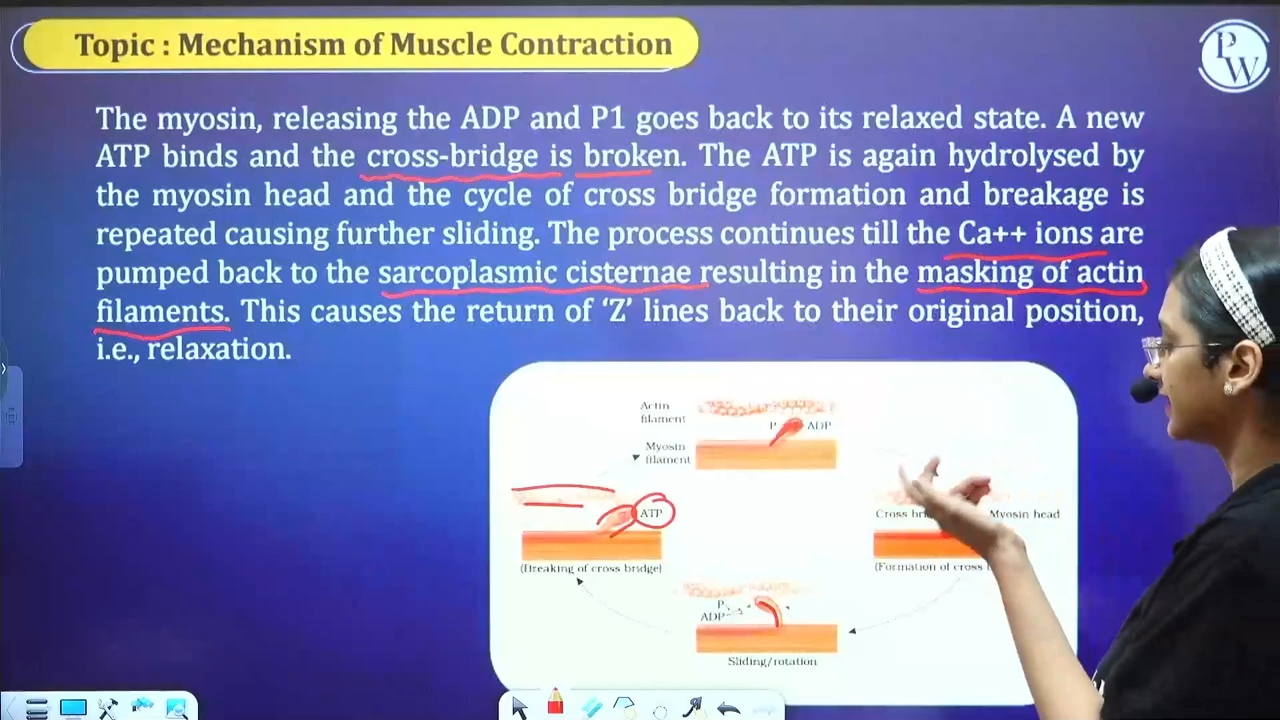 Topic : Mechanism of Muscle Contraction
PW
The myosin, releasing the ADP and P1 goes back to its relaxed state. A new
ATP binds and the cross-bridge is broken. The ATP is again hydrolysed by
the myosin head and the cycle of cross bridge formation and breakage is
repeated causing further sliding. The process continues till the Ca++ ions are
pumped back to the sarcoplasmic cisternae resulting in the masking of actin
filaments. This causes the return of ‘Z’ lines back to their original position,
i.e., relaxation.
Actin
filament
P ADP
Myosin
filament
ATP
(Breaking of cross bridge)
Cross Myosin head
(Formation of cross
P
ADP
Sliding/rotation